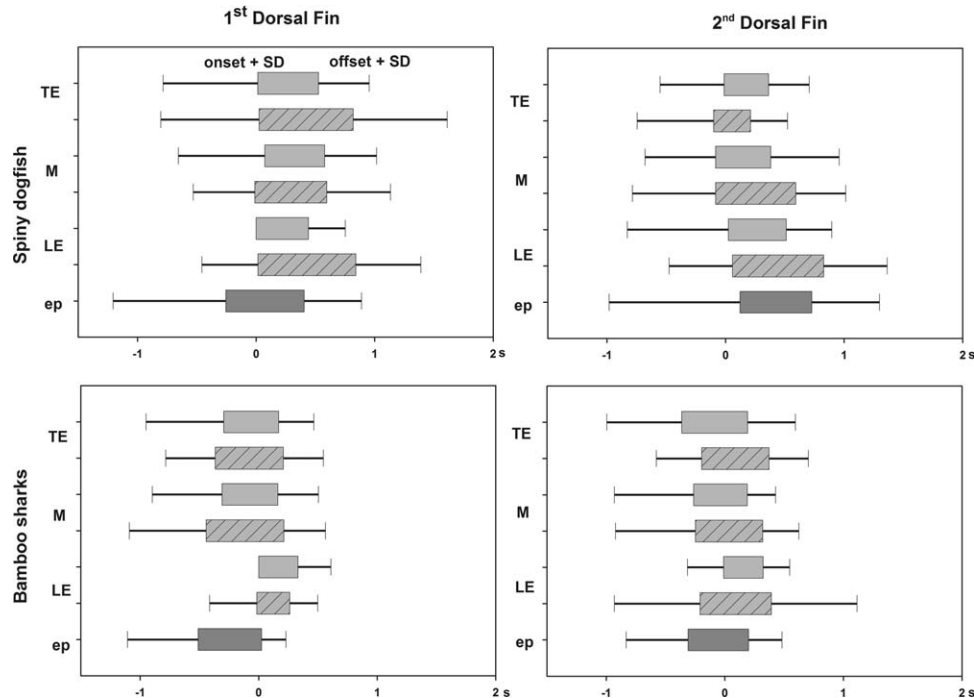 1st Dorsal Fin
2nd Dorsal Fin
onset + SD
offset + SD
Spiny dogfish
TE
M
LE
ep
-1
0
1
2 s
TE
M
LE
ep
-1
0
1
2 s
Bamboo sharks
TE
M
LE
ep
-1
0
1
2 s
TE
M
LE
ep
-1
0
1
2 s